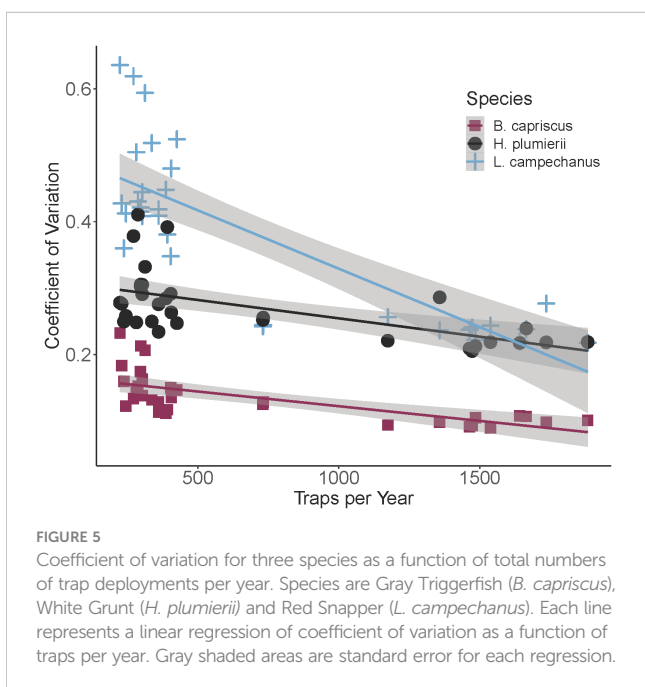 0.6
0.4
0.2
Coefficient of Variation
Species
B. capriscus
H. plumierii
L. campechanus
500
1000
1500
Traps per Year
FIGURE 5
Coefficient of variation for three species as a function of total numbers
of trap deployments per year. Species are Gray Triggerfish (B. capriscus),
White Grunt (H. plumierii) and Red Snapper (L. campechanus). Each line
represents a linear regression of coefficient of variation as a function of
traps per year. Gray shaded areas are standard error for each regression.